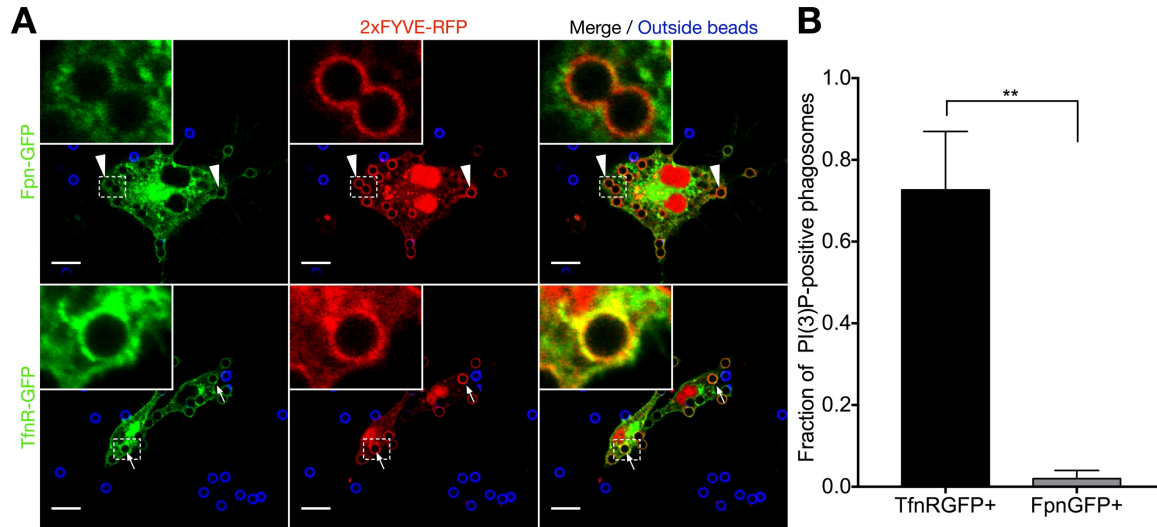 A
2xFYVE-RFP
Merge / Outside beads
Fpn-GFP
TfnR-GFP
B
**
Fraction of PI(3)P-positive phagosomes
1.0
0.8
0.6
0.4
0.2
0.0
TfnRGFP+
FpnGFP+